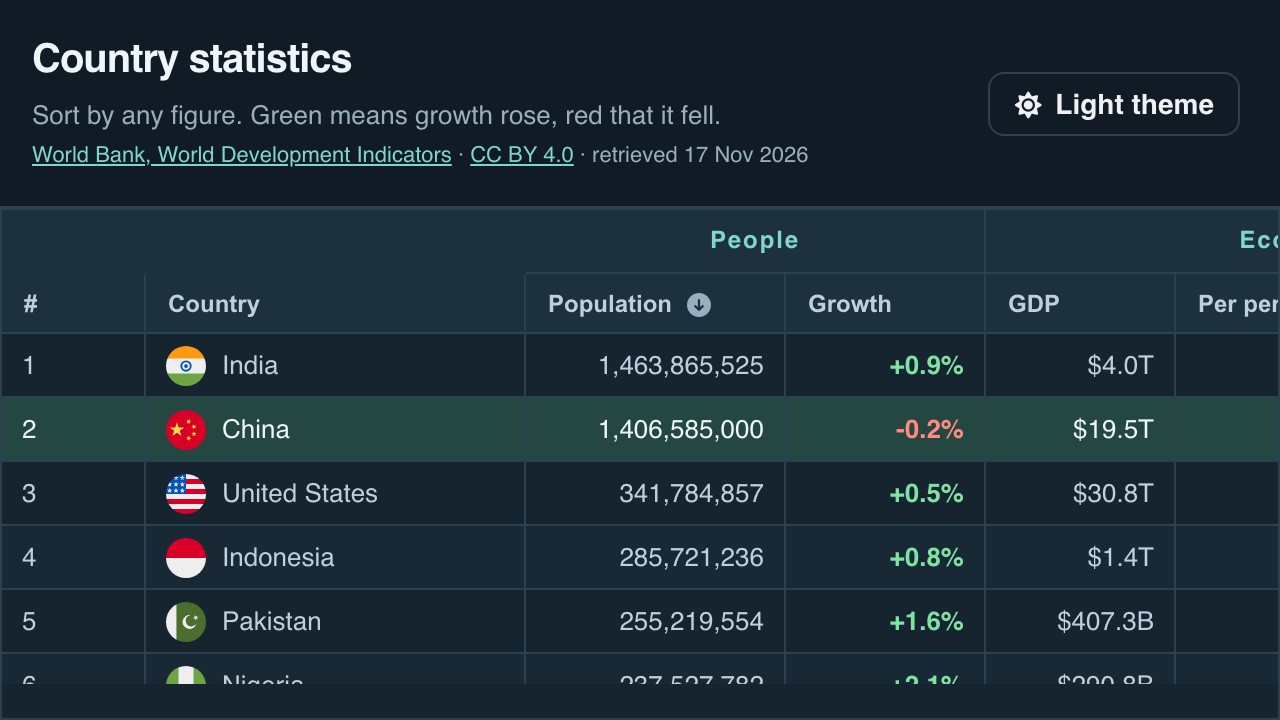 Country statistics
Sort by any figure. Green means growth rose, red that it fell.
World Bank, World Development Indicators · CC BY 4.0 · retrieved 17 Nov 2026
Light theme
People
# Country Population Growth GDP Per
1 India 1,463,865,525 +0.9% $4.0T
2 China 1,406,585,000 -0.2% $19.5T
3 United States 341,784,857 +0.5% $30.8T
4 Indonesia 285,721,236 +0.8% $1.4T
5 Pakistan 255,219,554 +1.6% $407.3B
6 Nigeria